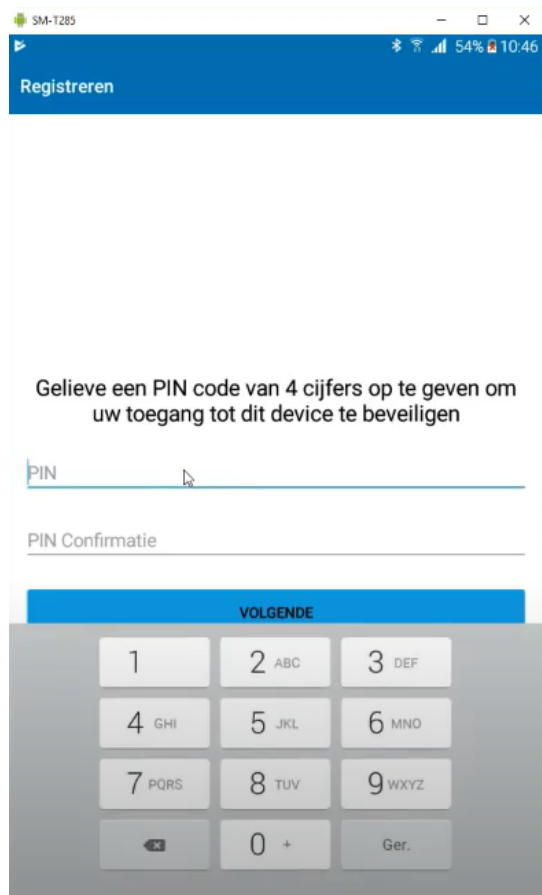 SM-T285
54% 10:46
Registreren
Gelieve een PIN code van 4 cijfers op te geven om
uw toegang tot dit device te beveiligen
PIN
PIN Confirmatie
VOLGENDE
1 2 ABC 3 DEF
4 GHI 5 JKL 6 MNO
7 PQRS 8 TUV 9 WXYZ
0 + Ger.